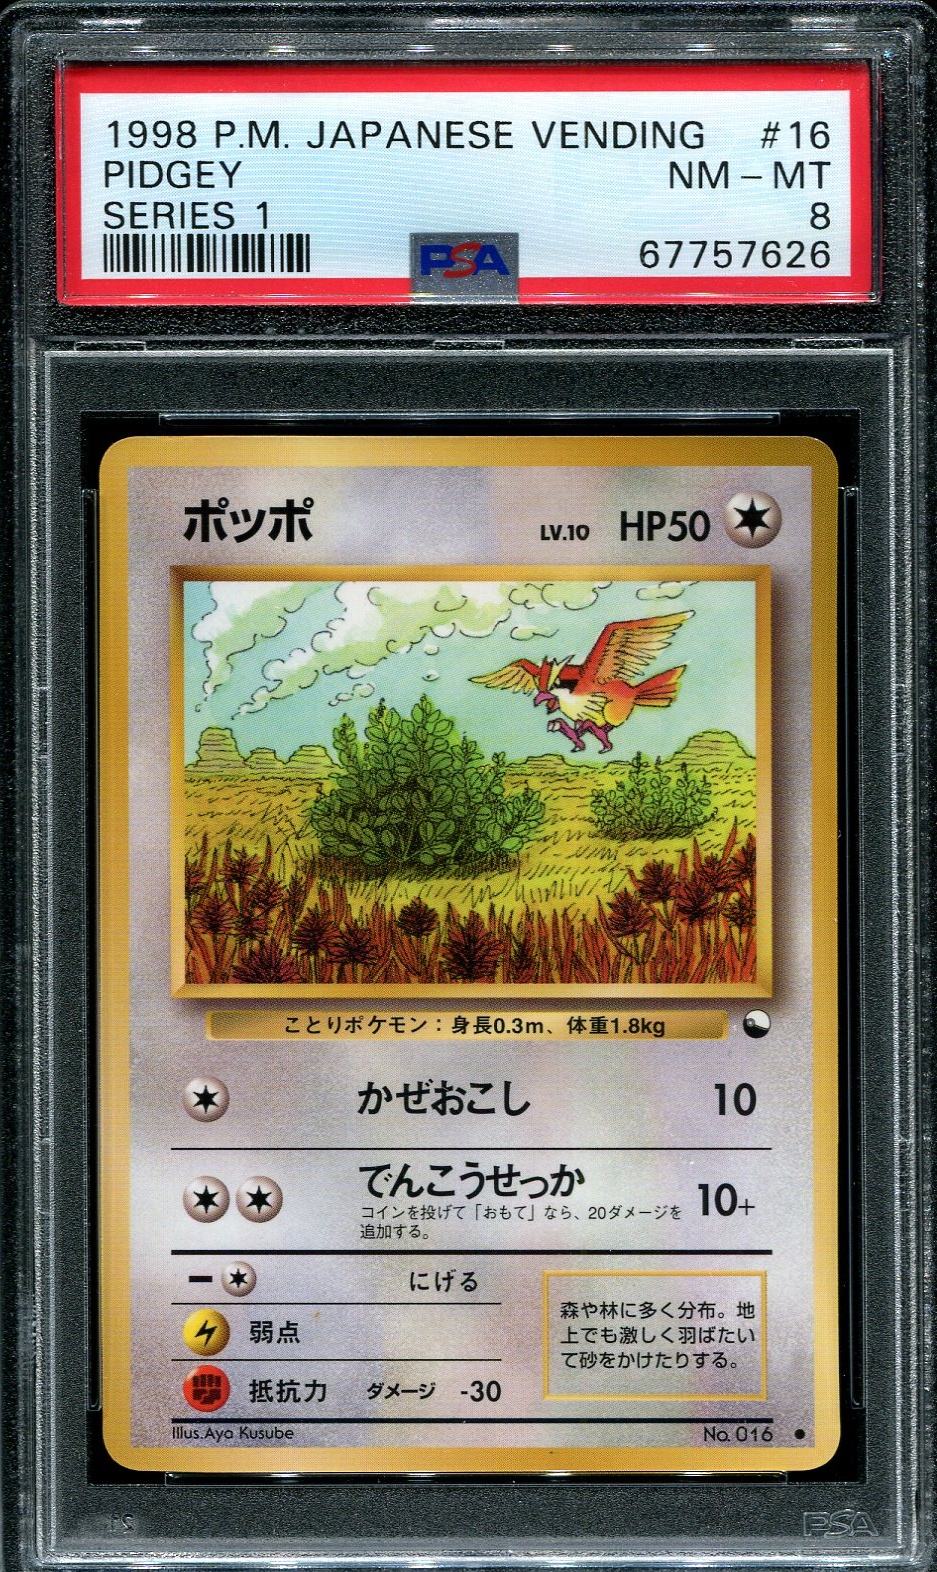 1998 P.M. JAPANESE VENDING #16
PIDGEY NM - MT
SERIES 1 8
PSA 67757626
ポッポ LV.10 HP50
ことりポケモン：身長0.3m、体重1.8kg
かぜおこし 10
でんこうせっか 10+
コインを投げて「おもて」なら、20ダメージを
追加する。
にげる
弱点
抵抗力 ダメージ -30
森や林に多く分布。地
上でも激しく羽ばたい
て砂をかけたりする。
Illus.Aya Kusube No. 016
PSA